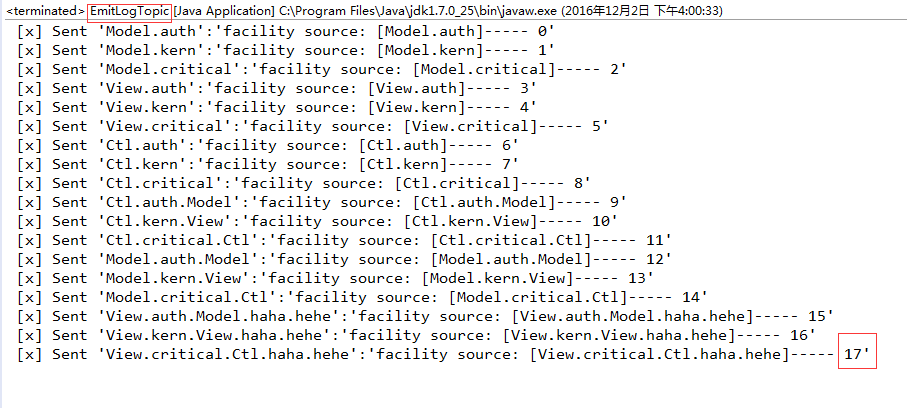 <terminated> EmitLogTopic [Java Application] C:\Program Files\Java\jdk1.7.0_25\bin\javaw.exe (2016年12月2日 下午4:00:33)
[x] Sent 'Model.auth':'facility source: [Model.auth]----- 0'
[x] Sent 'Model.kern':'facility source: [Model.kern]----- 1'
[x] Sent 'Model.critical':'facility source: [Model.critical]----- 2'
[x] Sent 'View.auth':'facility source: [View.auth]----- 3'
[x] Sent 'View.kern':'facility source: [View.kern]----- 4'
[x] Sent 'View.critical':'facility source: [View.critical]----- 5'
[x] Sent 'Ctl.auth':'facility source: [Ctl.auth]----- 6'
[x] Sent 'Ctl.kern':'facility source: [Ctl.kern]----- 7'
[x] Sent 'Ctl.critical':'facility source: [Ctl.critical]----- 8'
[x] Sent 'Ctl.auth.Model':'facility source: [Ctl.auth.Model]----- 9'
[x] Sent 'Ctl.kern.View':'facility source: [Ctl.kern.View]----- 10'
[x] Sent 'Ctl.critical.Ctl':'facility source: [Ctl.critical.Ctl]----- 11'
[x] Sent 'Model.auth.Model':'facility source: [Model.auth.Model]----- 12'
[x] Sent 'Model.kern.View':'facility source: [Model.kern.View]----- 13'
[x] Sent 'Model.critical.Ctl':'facility source: [Model.critical.Ctl]----- 14'
[x] Sent 'View.auth.Model.haha.hehe':'facility source: [View.auth.Model.haha.hehe]----- 15'
[x] Sent 'View.kern.View.haha.hehe':'facility source: [View.kern.View.haha.hehe]----- 16'
[x] Sent 'View.critical.Ctl.haha.hehe':'facility source: [View.critical.Ctl.haha.hehe]----- 17'